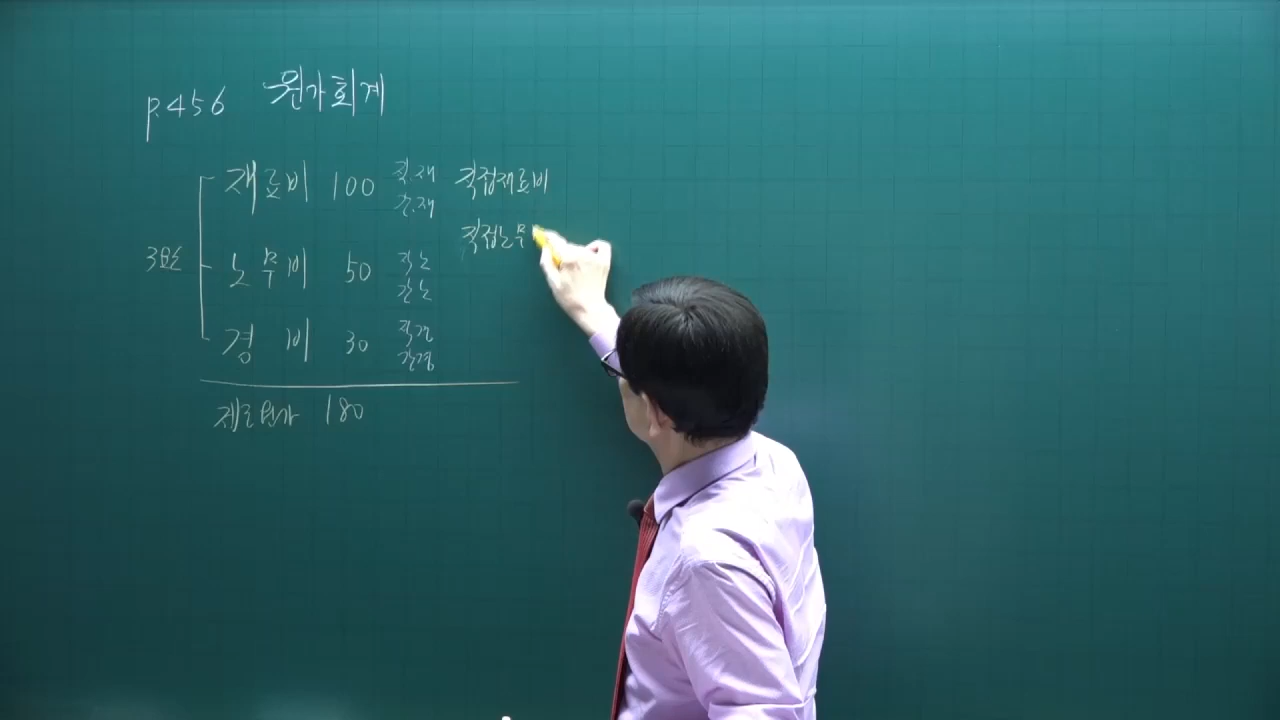 p.456 원가회계
재료비 100 직.재 직접재료비
간.재
직접노무
3요소
노무비 50 직노
간노
경비 30 직경
간경
제조원가 180